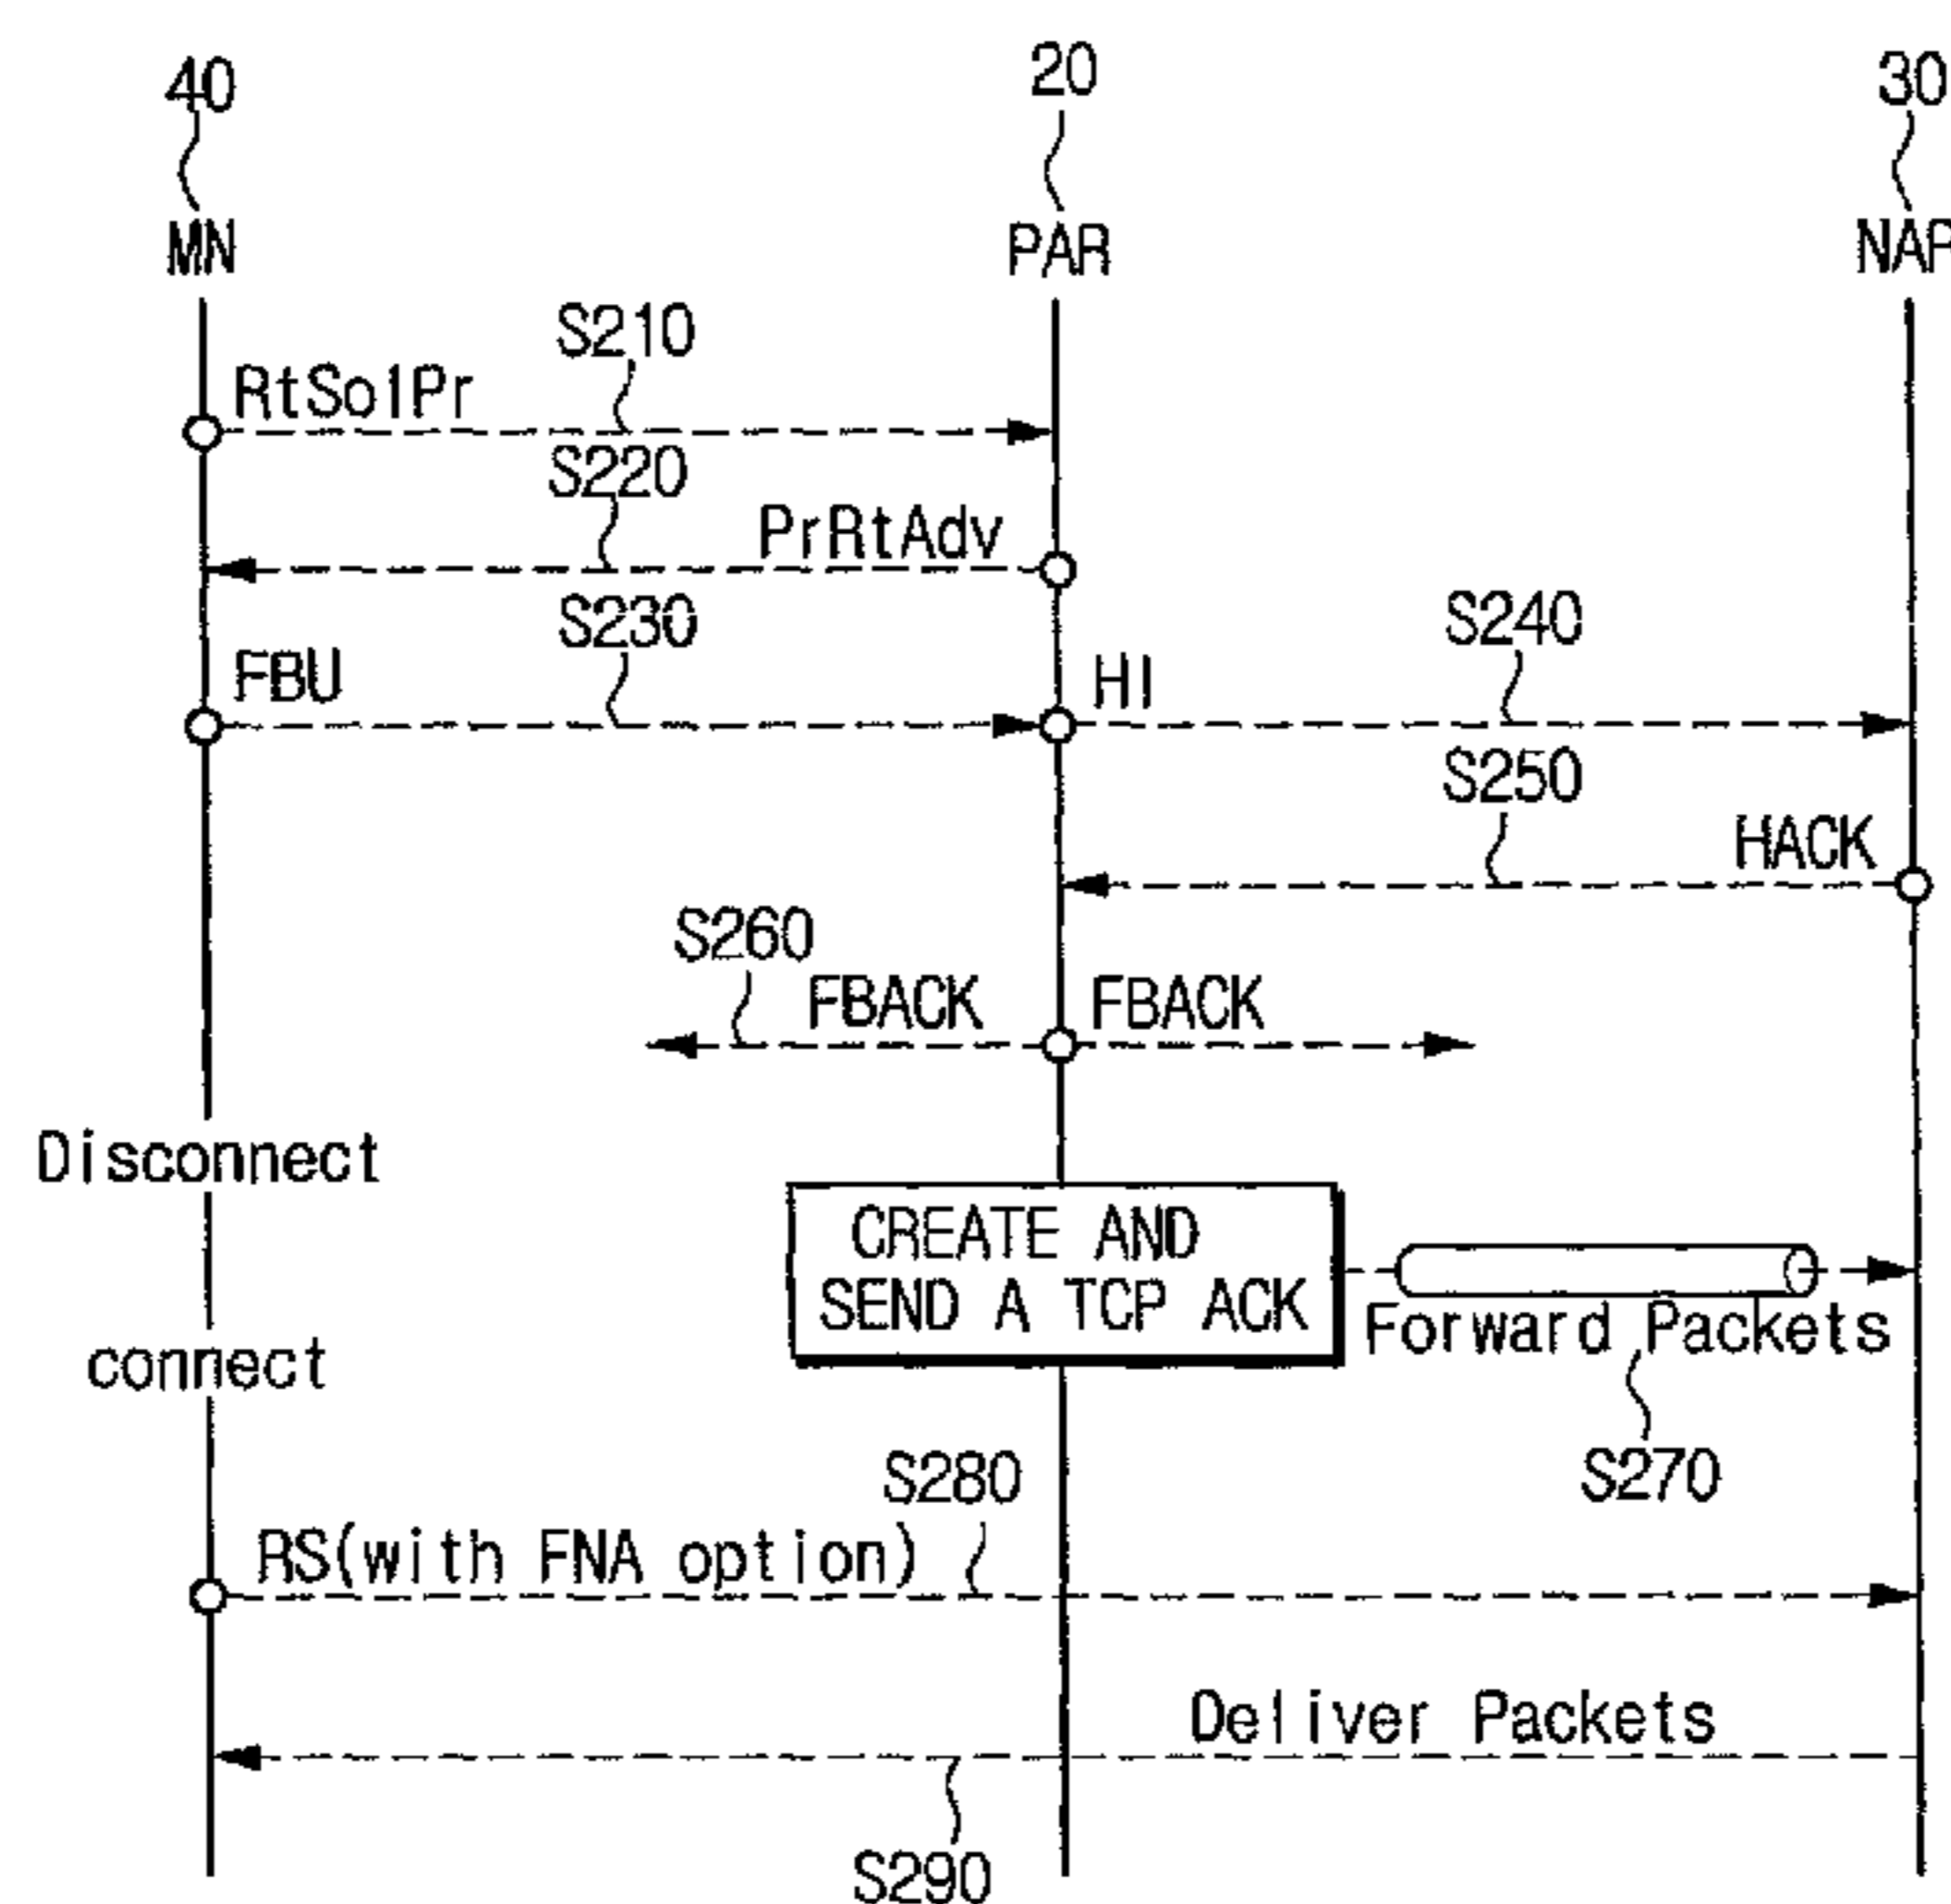 40
20
30
MN
PAR
NAR
S210
RtSolPr
S220
PrRtAdv
S230
S240
FBU
HI
S250
HACK
S260
FBACK
FBACK
Disconnect
CREATE AND
SEND A TCP ACK
Forward Packets
connect
S270
S280
RS(with FNA option)
Deliver Packets
S290